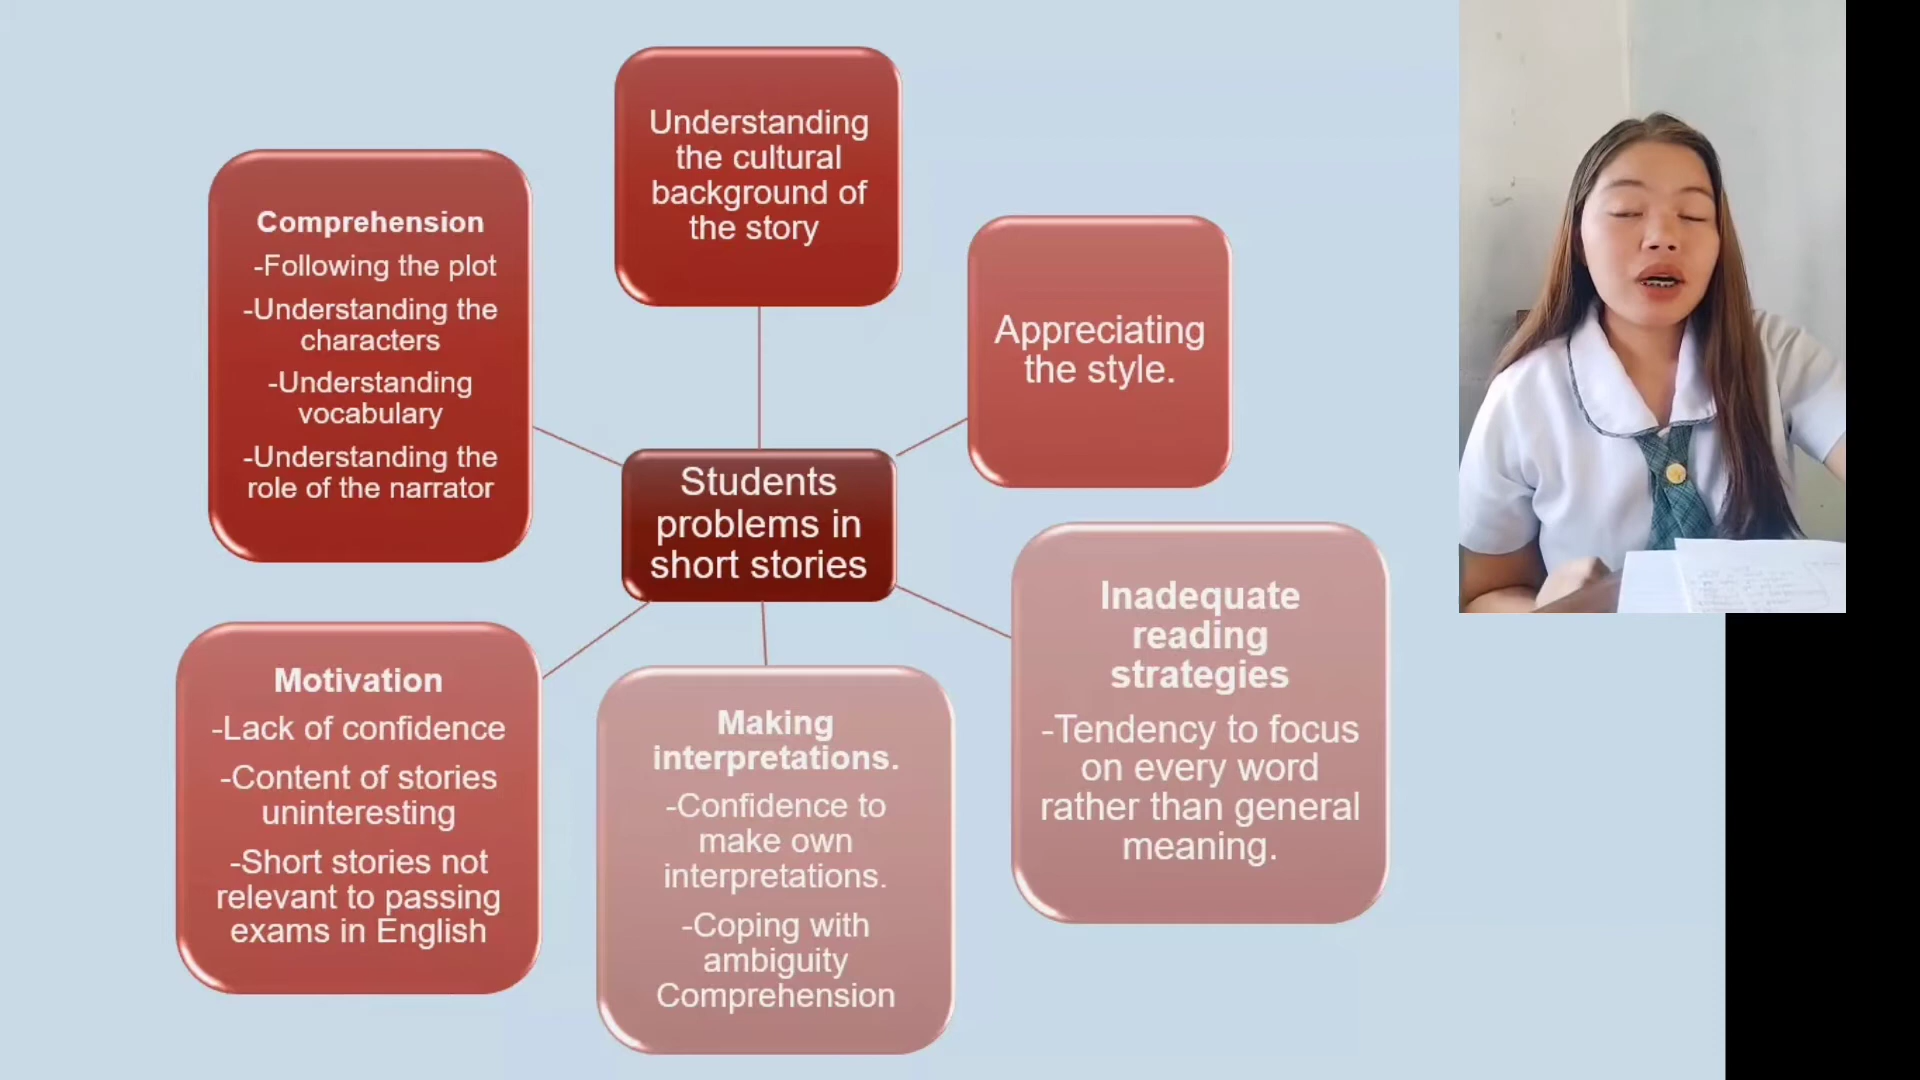 Understanding
the cultural
background of
the story
Comprehension
-Following the plot
-Understanding the
characters
-Understanding
vocabulary
-Understanding the
role of the narrator
Appreciating
the style.
Students
problems in
short stories
Inadequate
reading
strategies
-Tendency to focus
on every word
rather than general
meaning.
Motivation
-Lack of confidence
-Content of stories
uninteresting
-Short stories not
relevant to passing
exams in English
Making
interpretations.
-Confidence to
make own
interpretations.
-Coping with
ambiguity
Comprehension